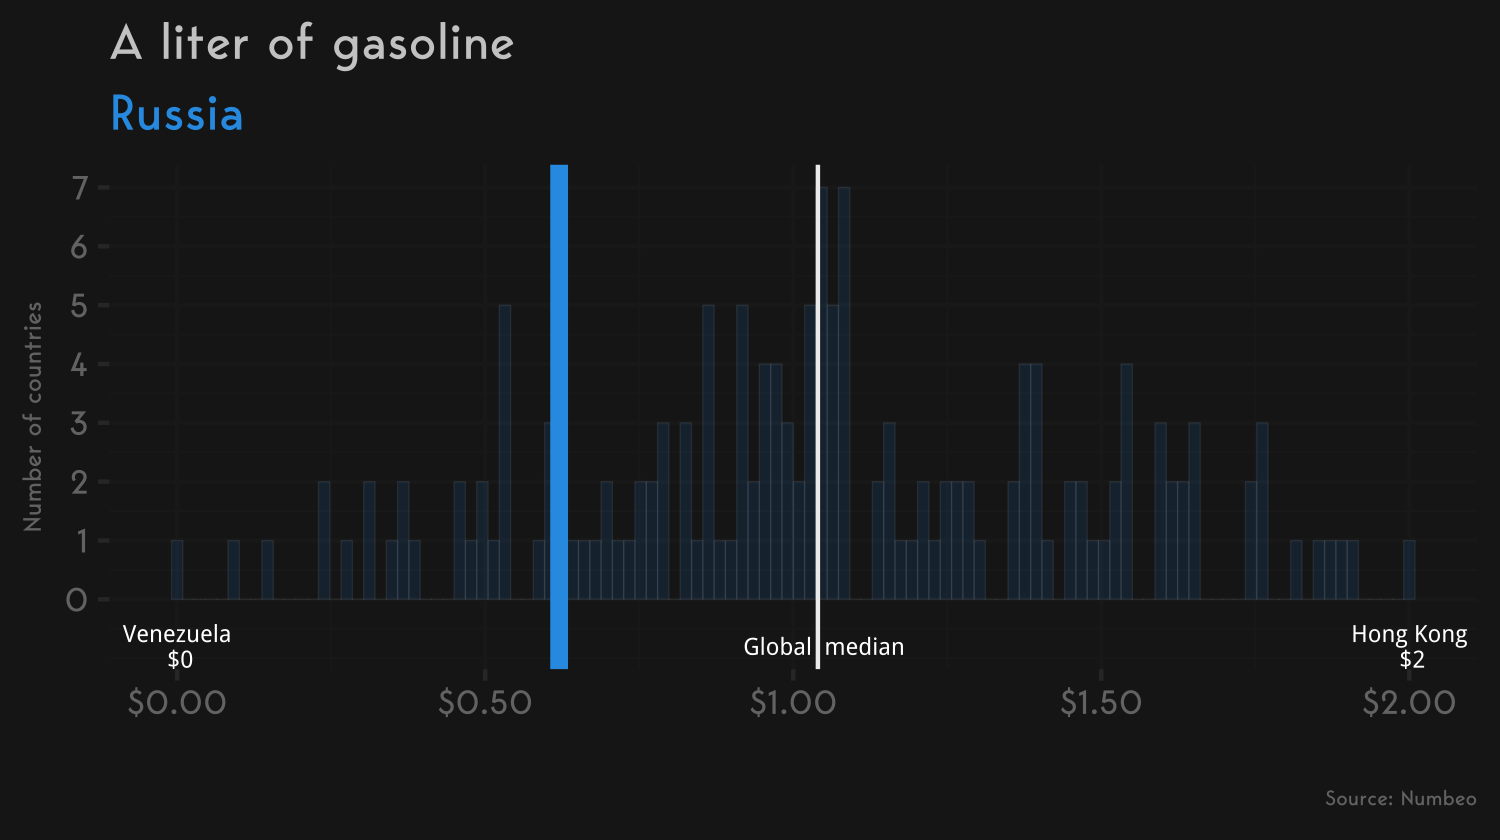 A liter of gasoline
Russia
Number of countries
7
6
5
4
3
2
1
0
Venezuela
$0
Global median
Hong Kong
$2
$0.00 $0.50 $1.00 $1.50 $2.00
Source: Numbeo